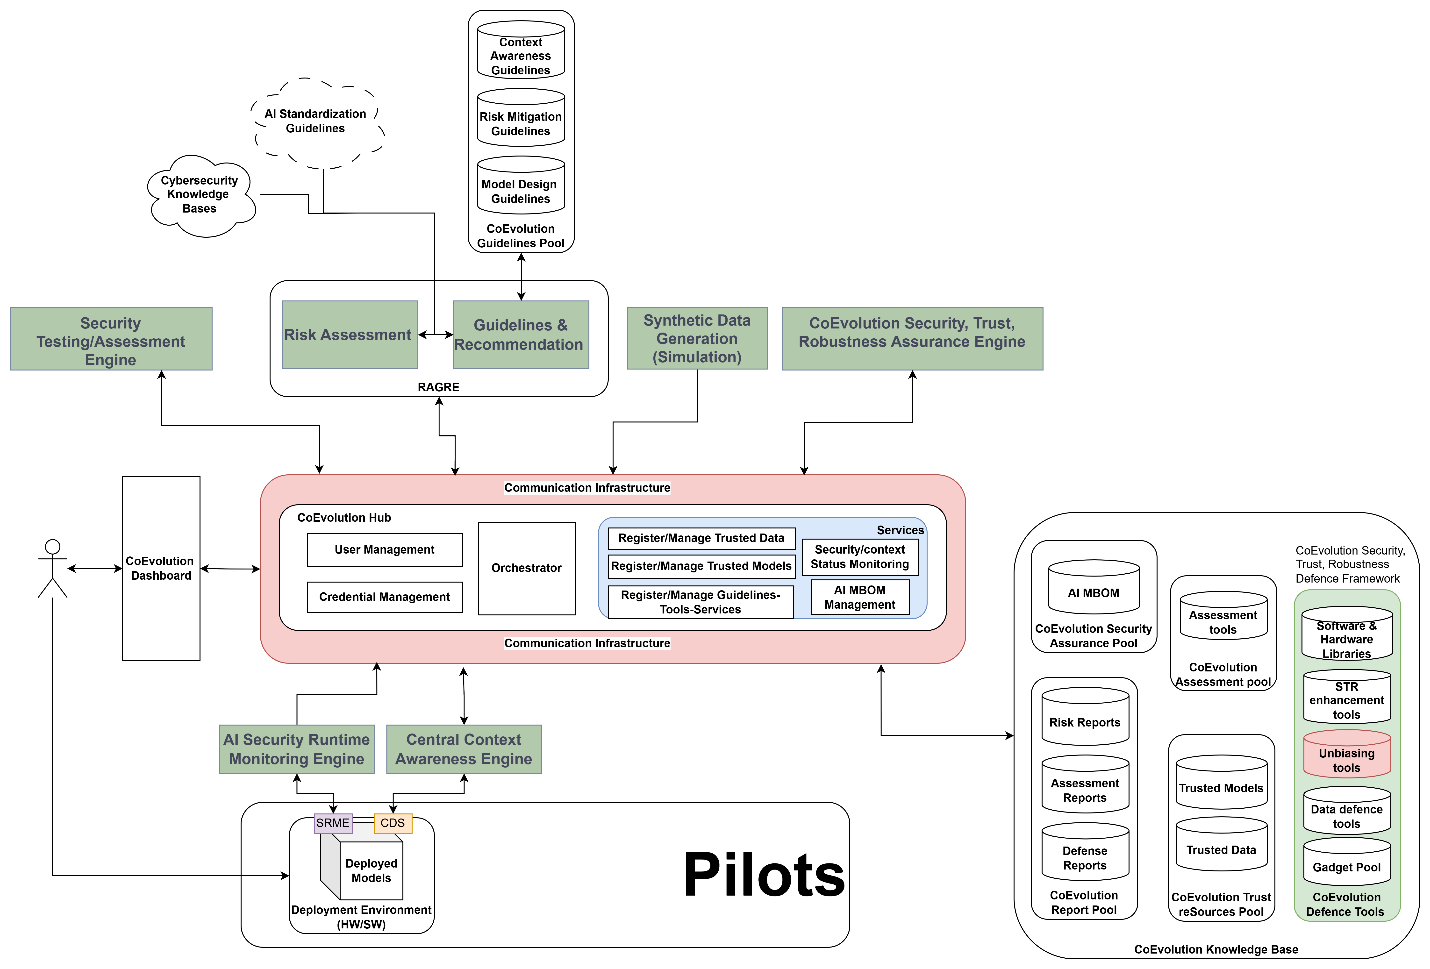 Context
Awareness
Guidelines
Risk Mitigation
Guidelines
Model Design
Guidelines
CoEvolution
Guidelines Pool
AI Standardization
Guidelines
Cybersecurity
Knowledge
Bases
Security
Testing/Assessment
Engine
Risk Assessment
Guidelines &
Recommendation
RAGRE
Synthetic Data
Generation
(Simulation)
CoEvolution Security, Trust,
Robustness Assurance Engine
Communication Infrastructure
CoEvolution Hub
User Management
Credential Management
Orchestrator
Services
Register/Manage Trusted Data
Register/Manage Trusted Models
Register/Manage Guidelines-
Tools-Services
Security/context
Status Monitoring
AI MBOM
Management
Communication Infrastructure
CoEvolution
Dashboard
AI Security Runtime
Monitoring Engine
Central Context
Awareness Engine
SRME
CDS
Deployed
Models
Deployment Environment
(HW/SW)
Pilots
AI MBOM
CoEvolution Security
Assurance Pool
Assessment
tools
CoEvolution
Assessment pool
CoEvolution Security,
Trust, Robustness
Defence Framework
Software &
Hardware
Libraries
STR
enhancement
tools
Unbiasing
tools
Data defence
tools
Gadget Pool
CoEvolution
Defence Tools
Risk Reports
Assessment
Reports
Defense
Reports
CoEvolution
Report Pool
Trusted Models
Trusted Data
CoEvolution Trust
reSources Pool
CoEvolution Knowledge Base